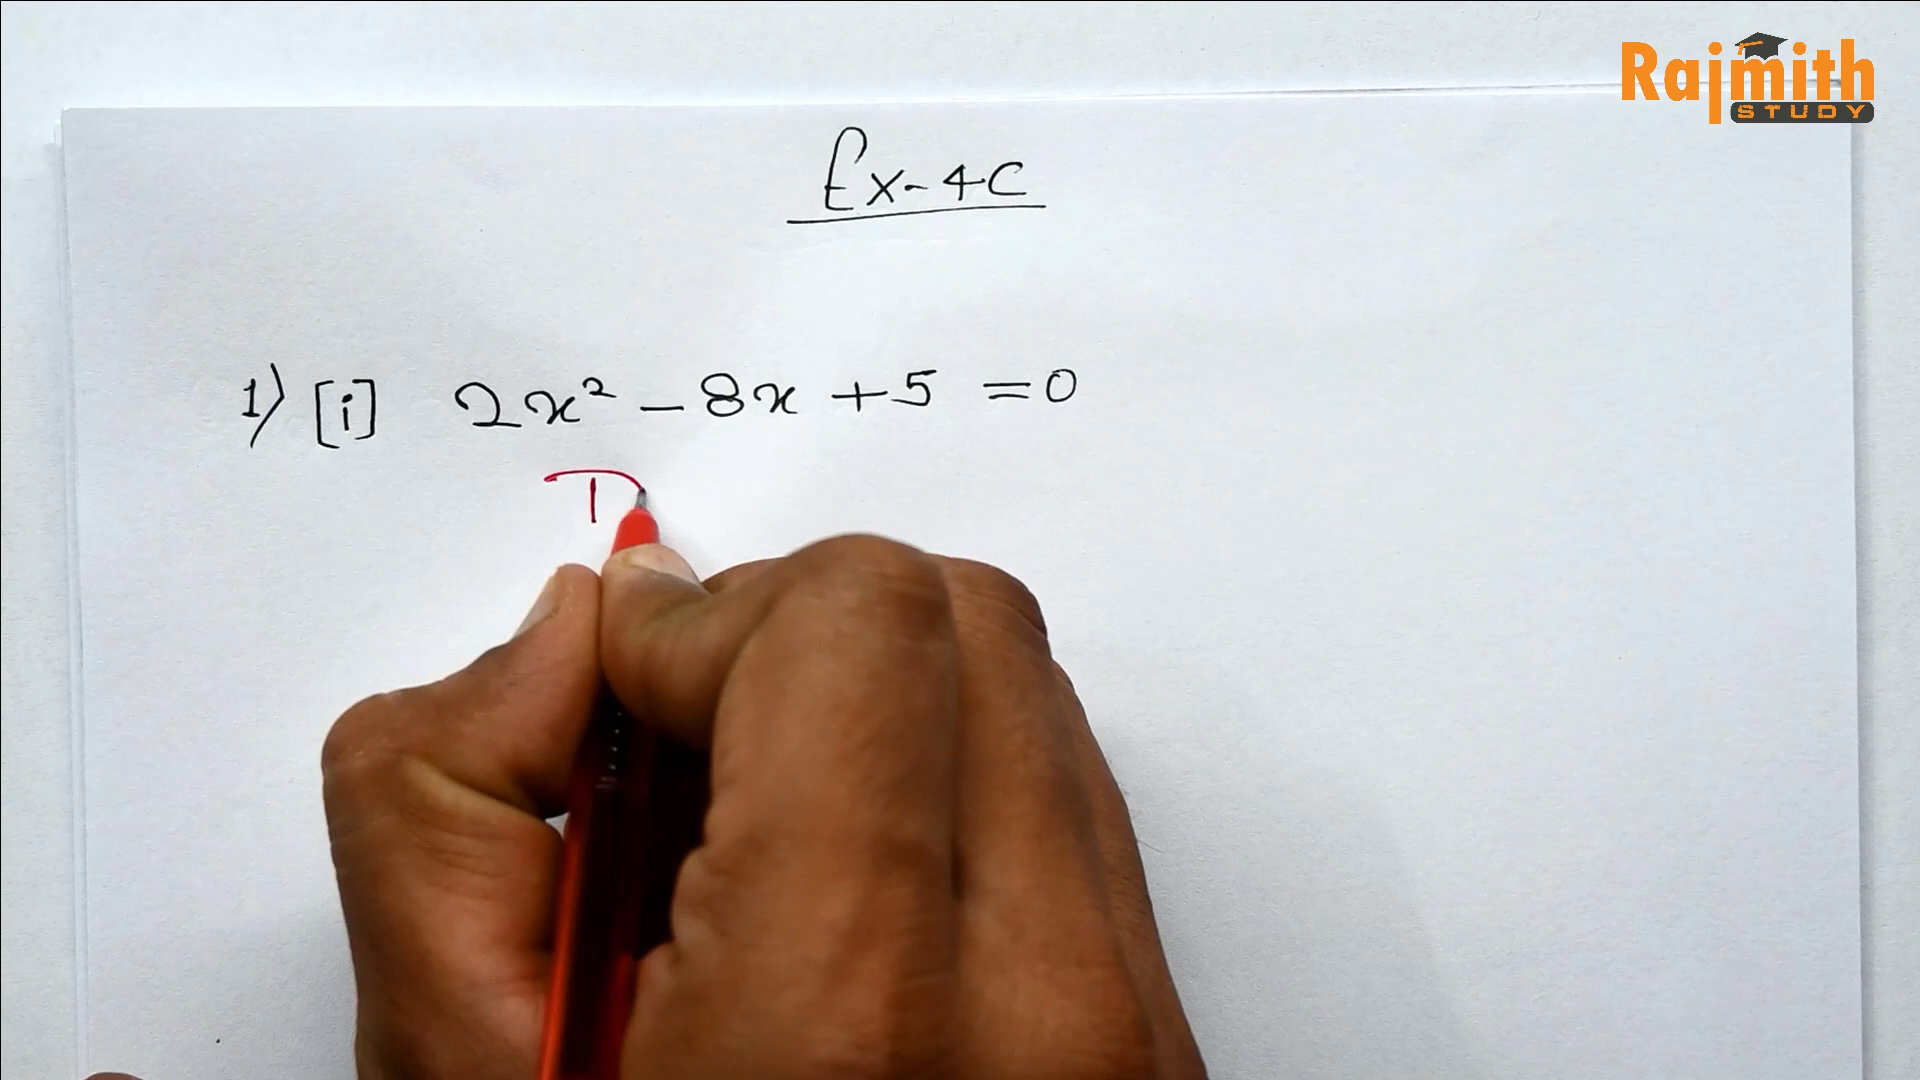 Rajmith
STUDY
Ex-4C
1) [i] 2x² - 8x + 5 = 0